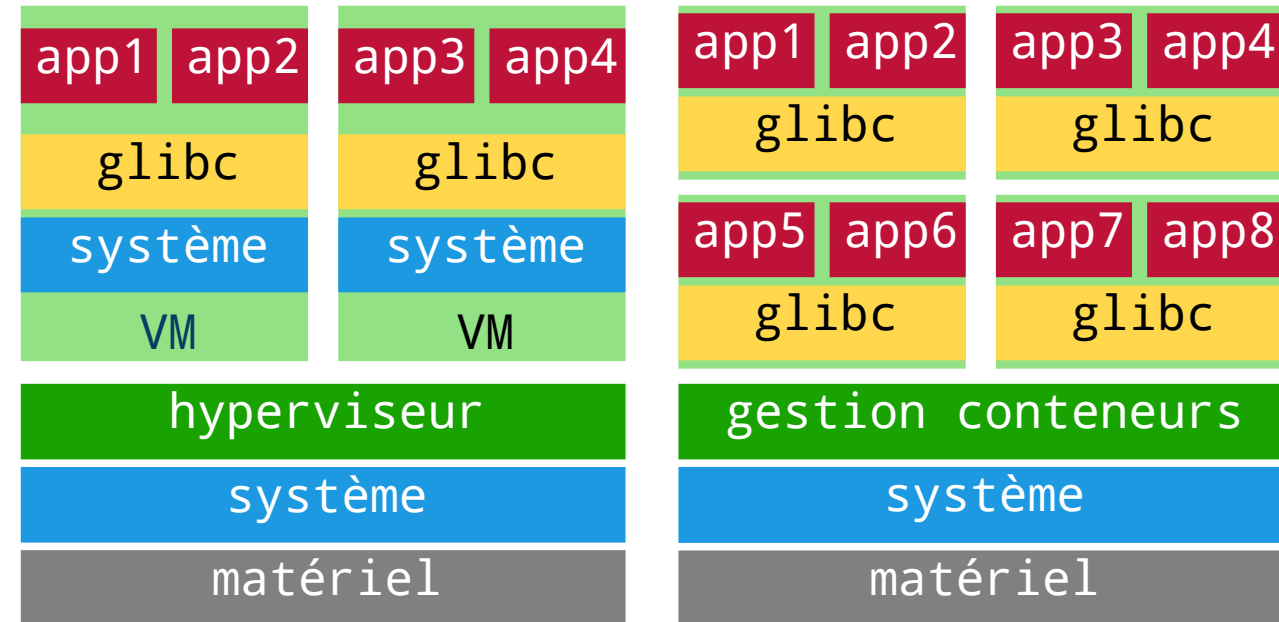 app1 app2
app3 app4
glibc
glibc
système
système
VM
VM
hyperviseur
système
matériel
app1 app2
app3 app4
glibc
glibc
app5 app6
app7 app8
glibc
glibc
gestion conteneurs
système
matériel